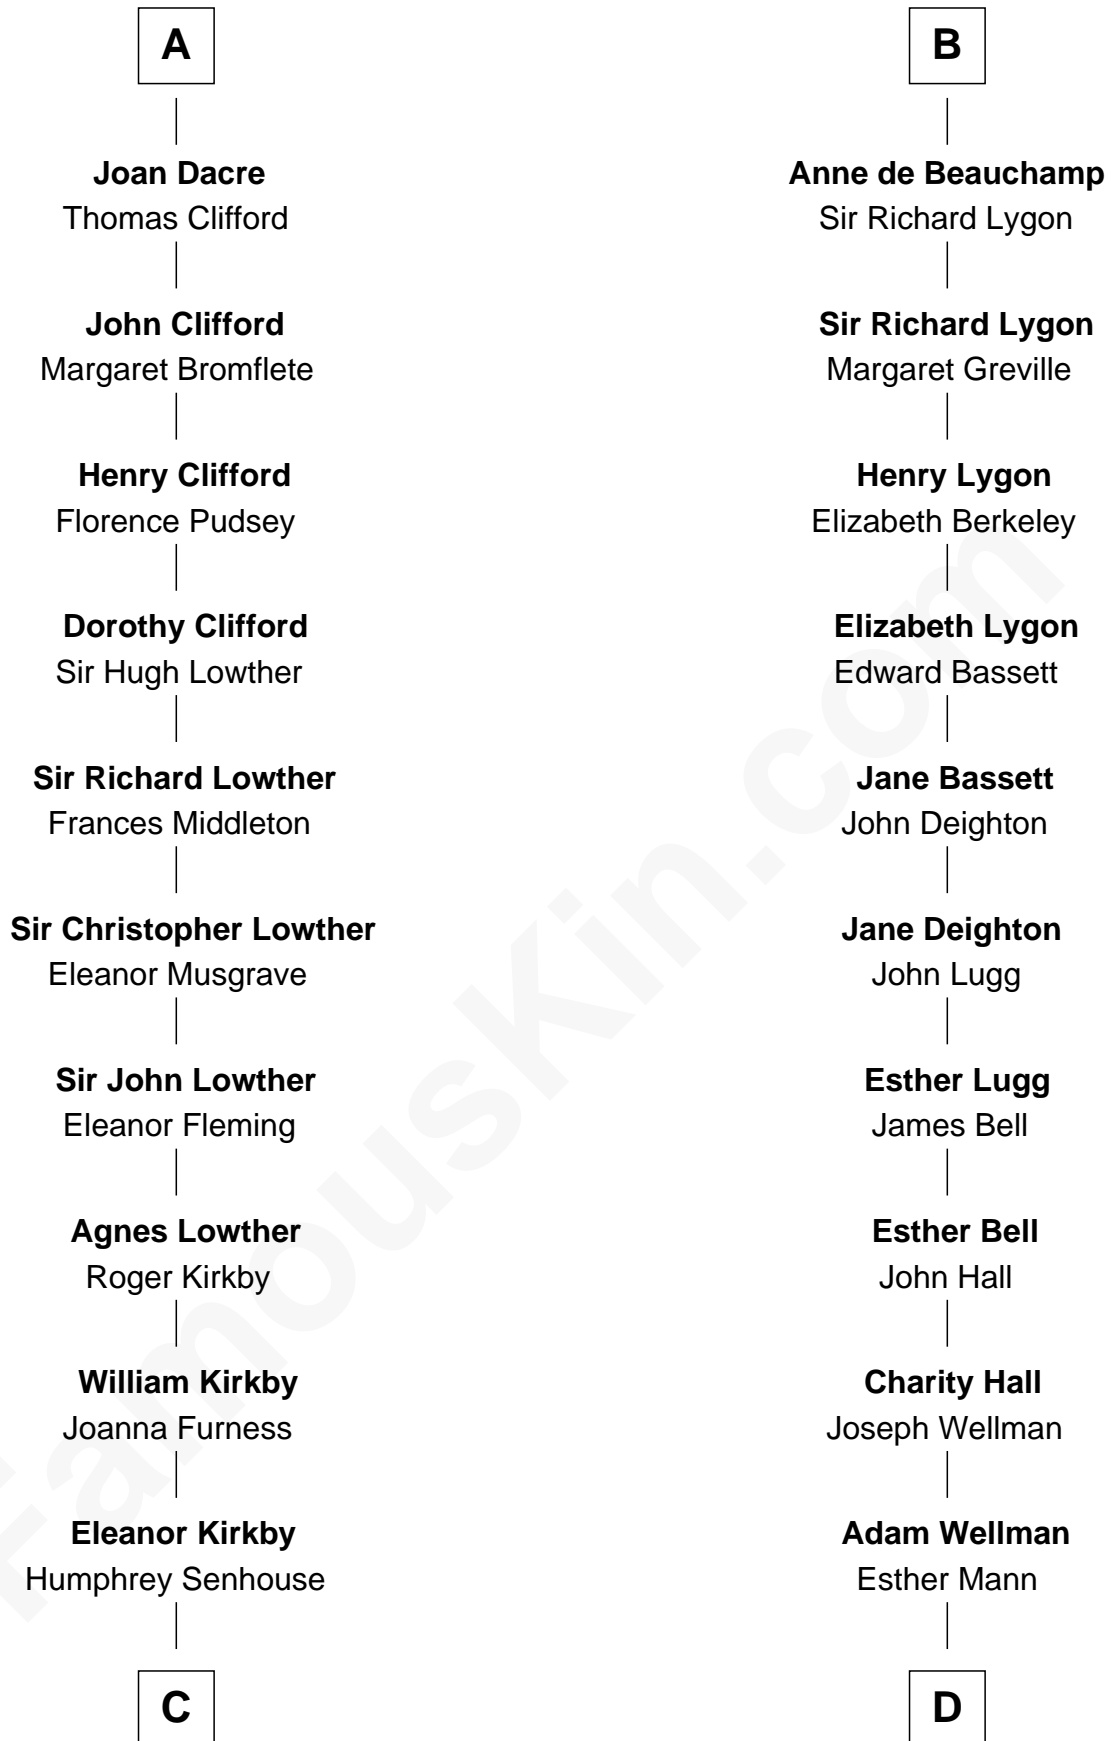 A
Joan Dacre
Thomas Clifford
John Clifford
Margaret Bromflete
Henry Clifford
Florence Pudsey
Dorothy Clifford
Sir Hugh Lowther
Sir Richard Lowther
Frances Middleton
Sir Christopher Lowther
Eleanor Musgrave
Sir John Lowther
Eleanor Fleming
Agnes Lowther
Roger Kirkby
William Kirkby
Joanna Furness
Eleanor Kirkby
Humphrey Senhouse
C
B
Anne de Beauchamp
Sir Richard Lygon
Sir Richard Lygon
Margaret Greville
Henry Lygon
Elizabeth Berkeley
Elizabeth Lygon
Edward Bassett
Jane Bassett
John Deighton
Jane Deighton
John Lugg
Esther Lugg
James Bell
Esther Bell
John Hall
Charity Hall
Joseph Wellman
Adam Wellman
Esther Mann
D
FamousKin.com